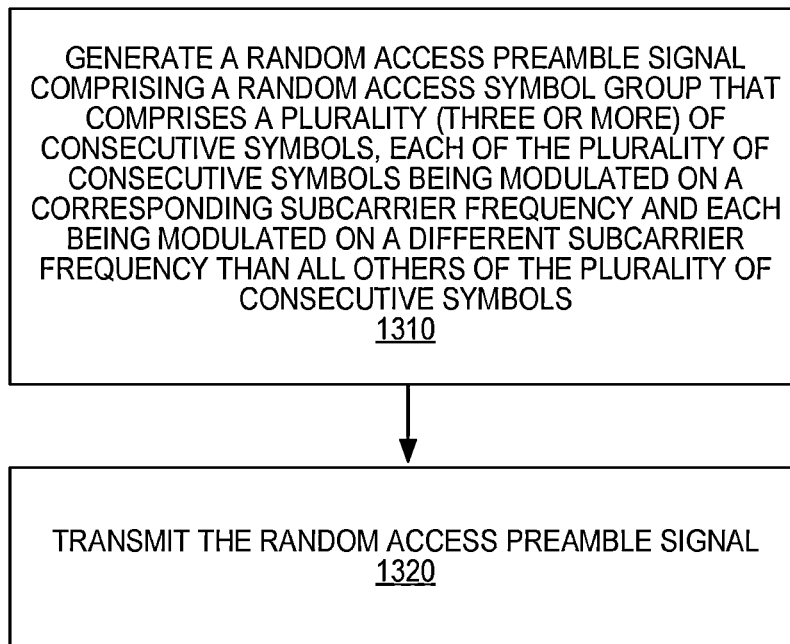 GENERATE A RANDOM ACCESS PREAMBLE SIGNAL
COMPRISING A RANDOM ACCESS SYMBOL GROUP THAT
COMPRISES A PLURALITY (THREE OR MORE) OF
CONSECUTIVE SYMBOLS, EACH OF THE PLURALITY OF
CONSECUTIVE SYMBOLS BEING MODULATED ON A
CORRESPONDING SUBCARRIER FREQUENCY AND EACH
BEING MODULATED ON A DIFFERENT SUBCARRIER
FREQUENCY THAN ALL OTHERS OF THE PLURALITY OF
CONSECUTIVE SYMBOLS
1310
TRANSMIT THE RANDOM ACCESS PREAMBLE SIGNAL
1320